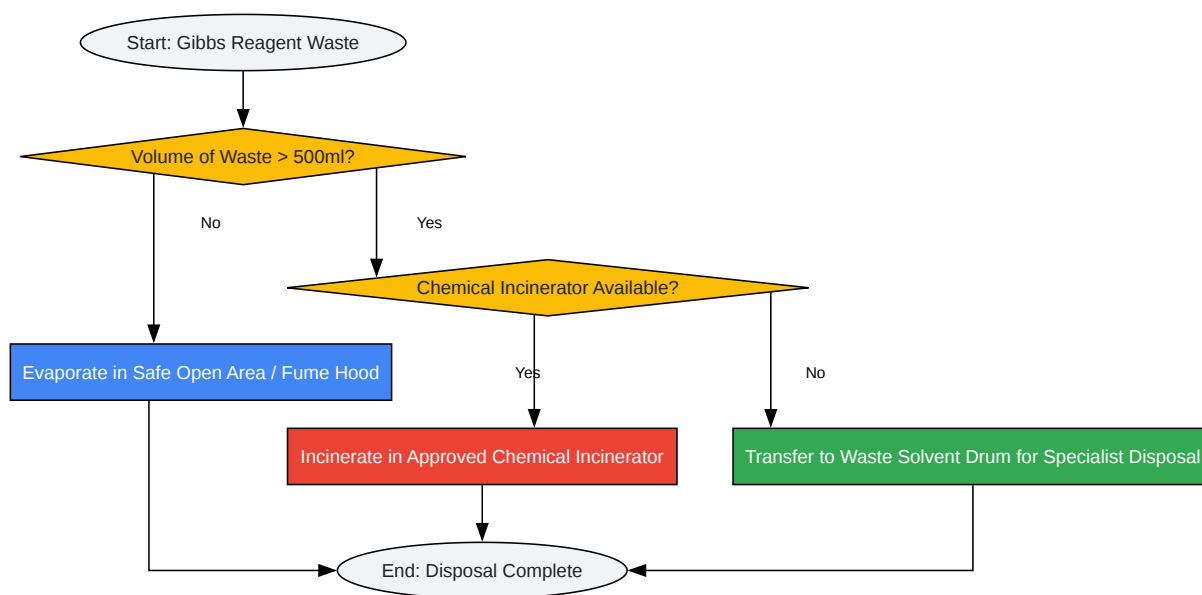 Start: Gibbs Reagent Waste
Volume of Waste > 500ml?
No
Yes
Chemical Incinerator Available?
Evaporate in Safe Open Area / Fume Hood
Yes
No
Incinerate in Approved Chemical Incinerator
Transfer to Waste Solvent Drum for Specialist Disposal
End: Disposal Complete